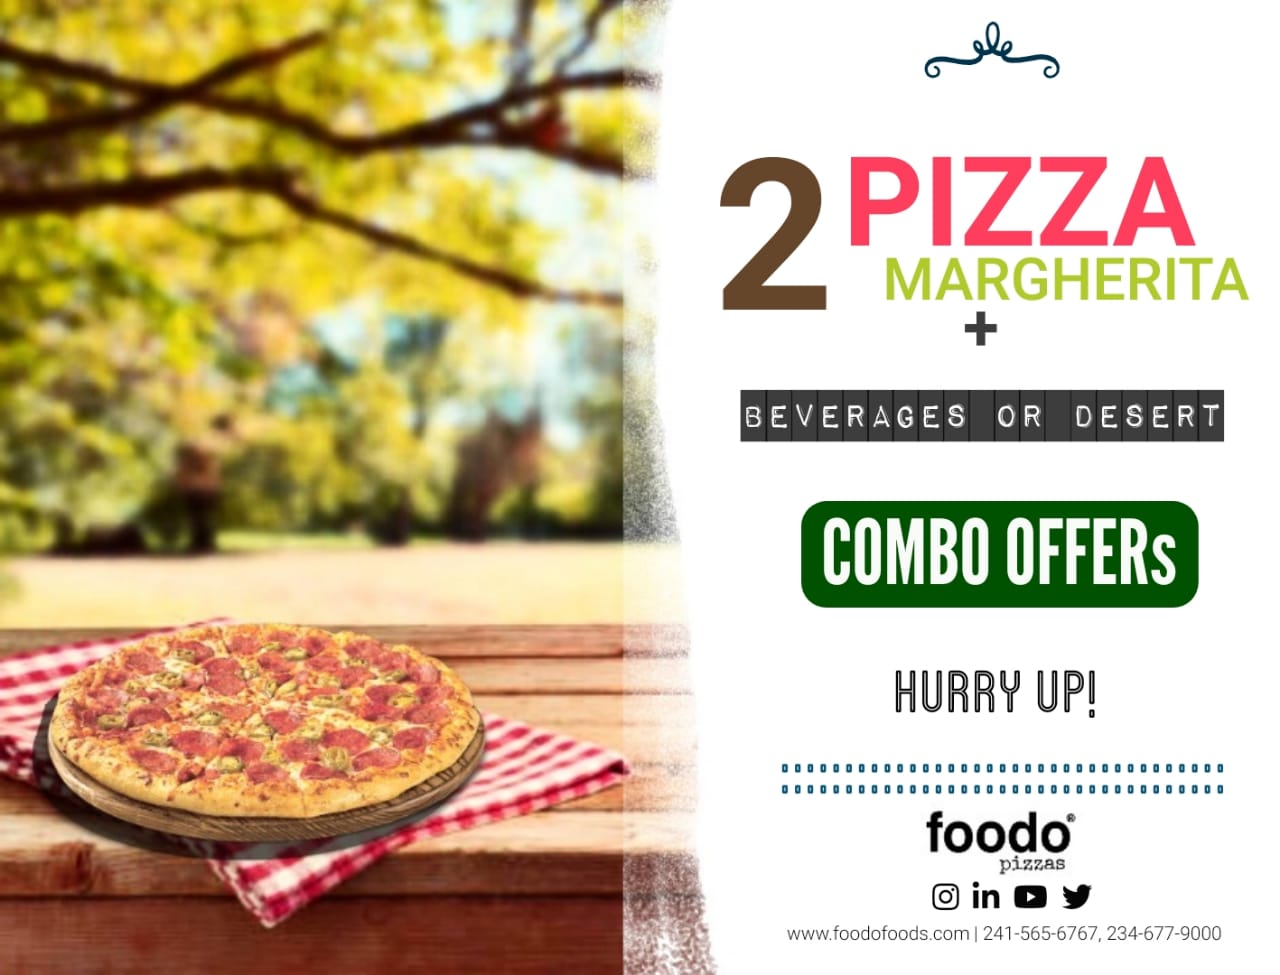 2 PIZZA
MARGHERITA
+
BEVERAGES OR DESERT
COMBO OFFERs
HURRY UP!
foodo®
pizzas
www.foodofoods.com | 241-565-6767, 234-677-9000